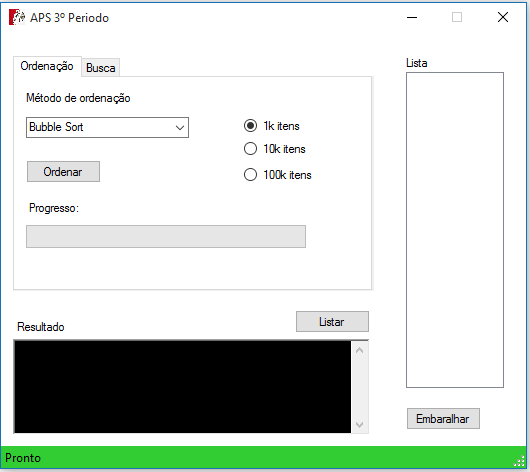 APS 3º Periodo
Ordenação
Busca
Lista
Método de ordenação
Bubble Sort
1k itens
10k itens
100k itens
Ordenar
Progresso:
Listar
Resultado
Embaralhar
Pronto